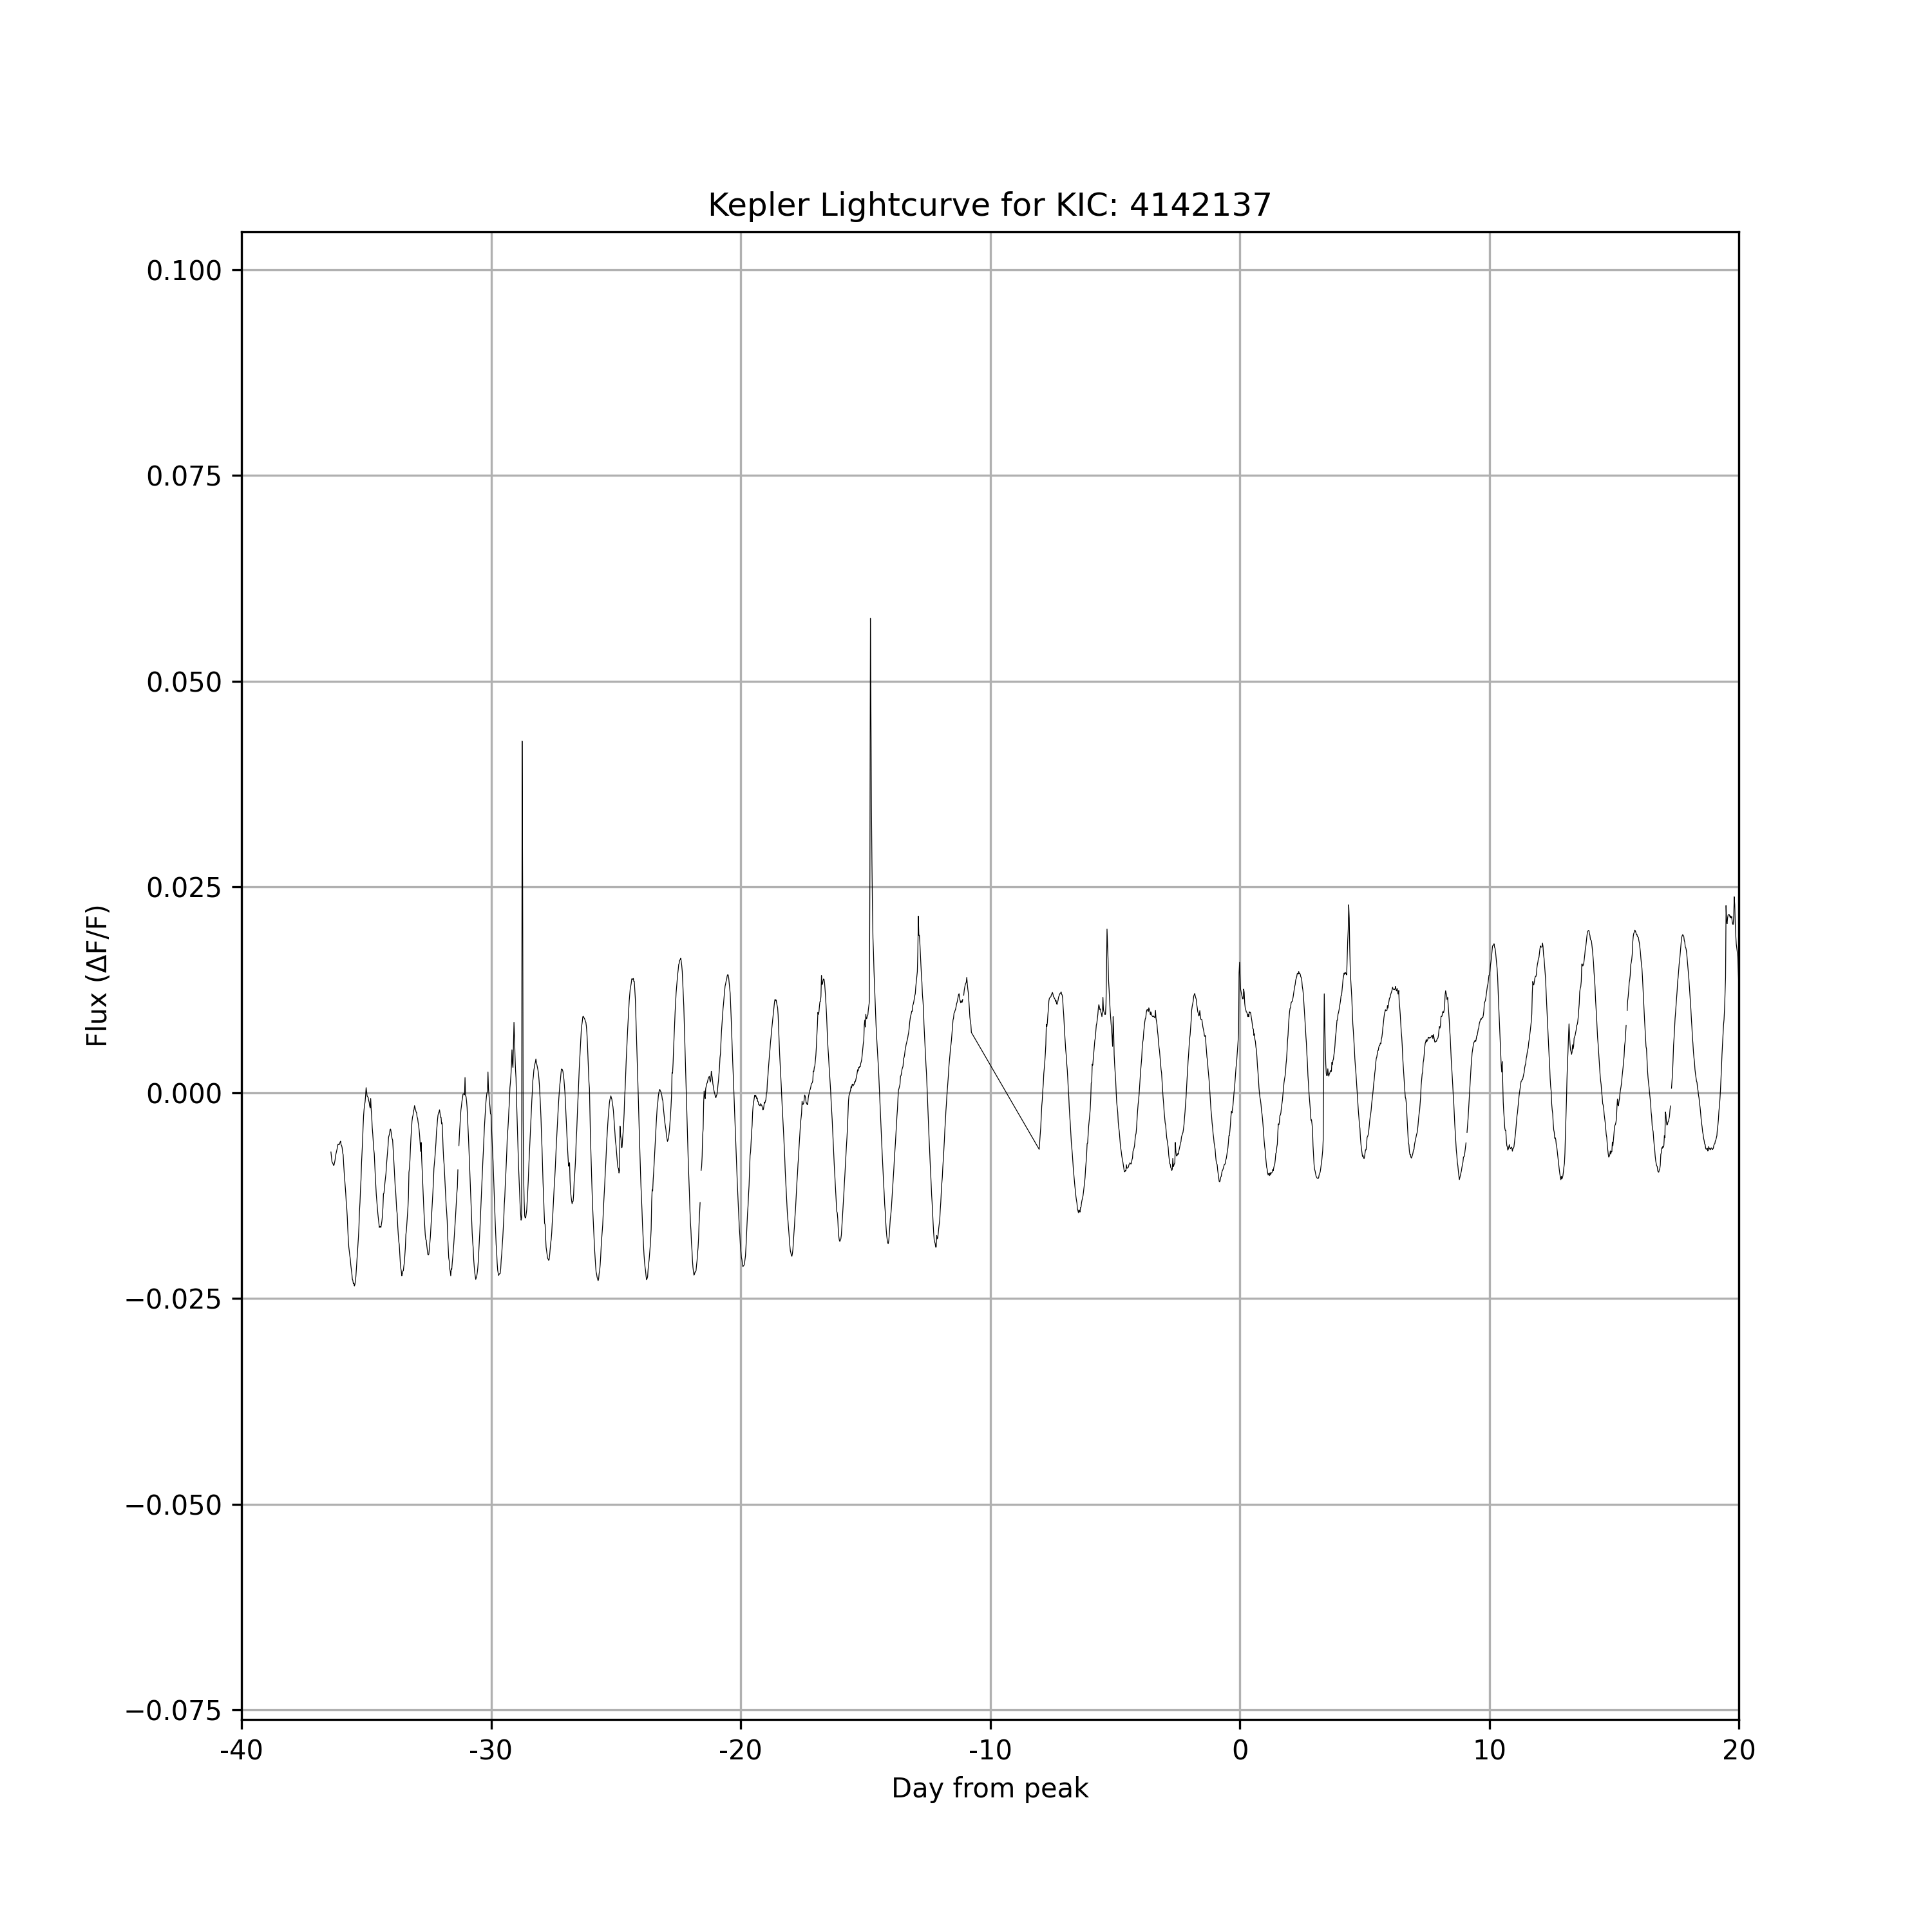 Kepler Lightcurve for KIC: 4142137
0.100
0.075
0.050
0.025
0.000
−0.025
−0.050
−0.075
Flux (ΔF/F)
-40 -30 -20 -10 0 10 20
Day from peak